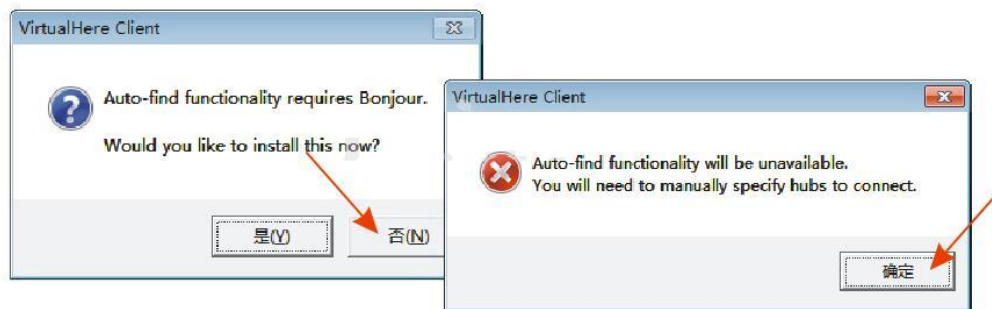 VirtualHere Client
Auto-find functionality requires Bonjour.
Would you like to install this now?
是(Y)
否(N)
VirtualHere Client
Auto-find functionality will be unavailable.
You will need to manually specify hubs to connect.
确定